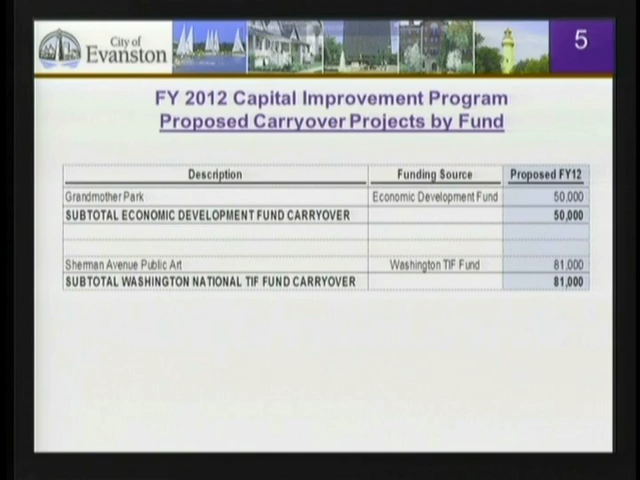 City of
Evanston
5
FY 2012 Capital Improvement Program
Proposed Carryover Projects by Fund
Description Funding Source Proposed FY12
Grandmother Park Economic Development Fund 50,000
SUBTOTAL ECONOMIC DEVELOPMENT FUND CARRYOVER 50,000
Sherman Avenue Public Art Washington TIF Fund 81,000
SUBTOTAL WASHINGTON NATIONAL TIF FUND CARRYOVER 81,000